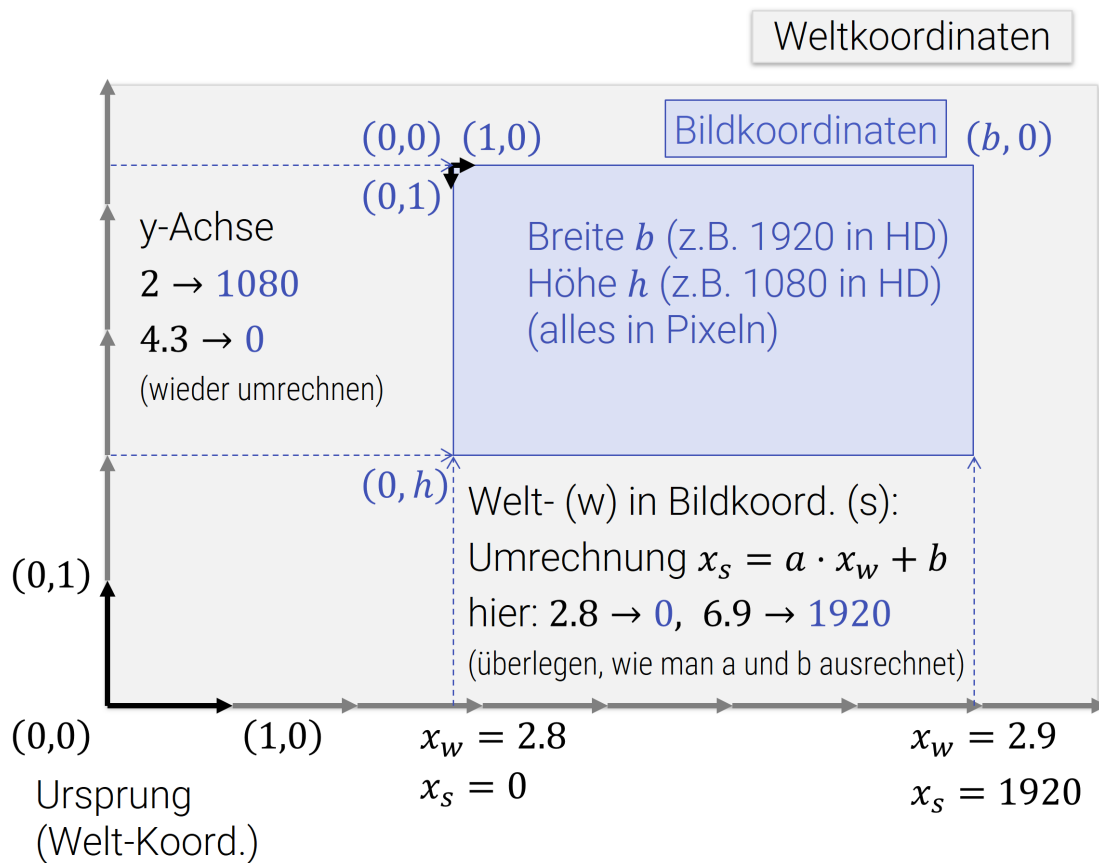 Weltkoordinaten
Bildkoordinaten
(0,0) (1,0)
(b, 0)
(0,1)
y-Achse
2 → 1080
4.3 → 0
(wieder umrechnen)
Breite b (z.B. 1920 in HD)
Höhe h (z.B. 1080 in HD)
(alles in Pixeln)
(0, h)
Welt- (w) in Bildkoord. (s):
Umrechnung x_s = a · x_w + b
hier: 2.8 → 0, 6.9 → 1920
(überlegen, wie man a und b ausrechnet)
(0,1)
(0,0)
(1,0)
x_w = 2.8
x_s = 0
x_w = 2.9
x_s = 1920
Ursprung
(Welt-Koord.)